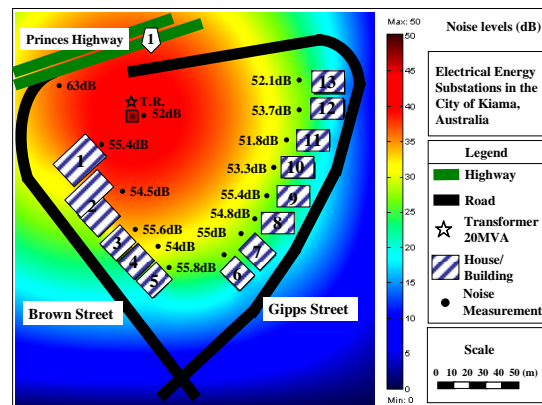 Princes Highway
1
63dB
T.R.
52dB
55.4dB
54.5dB
55.6dB
54dB
55.8dB
55dB
54.8dB
55.4dB
53.3dB
51.8dB
53.7dB
52.1dB
1
2
3
4
5
6
7
8
9
10
11
12
13
Brown Street
Gipps Street
Max: 50
50
45
40
35
30
25
20
15
10
5
0
Min: 0
Noise levels (dB)
Electrical Energy
Substations in the
City of Kiama,
Australia
Legend
Highway
Road
Transformer
20MVA
House/
Building
Noise
Measurement
Scale
0 10 20 30 40 50 (m)